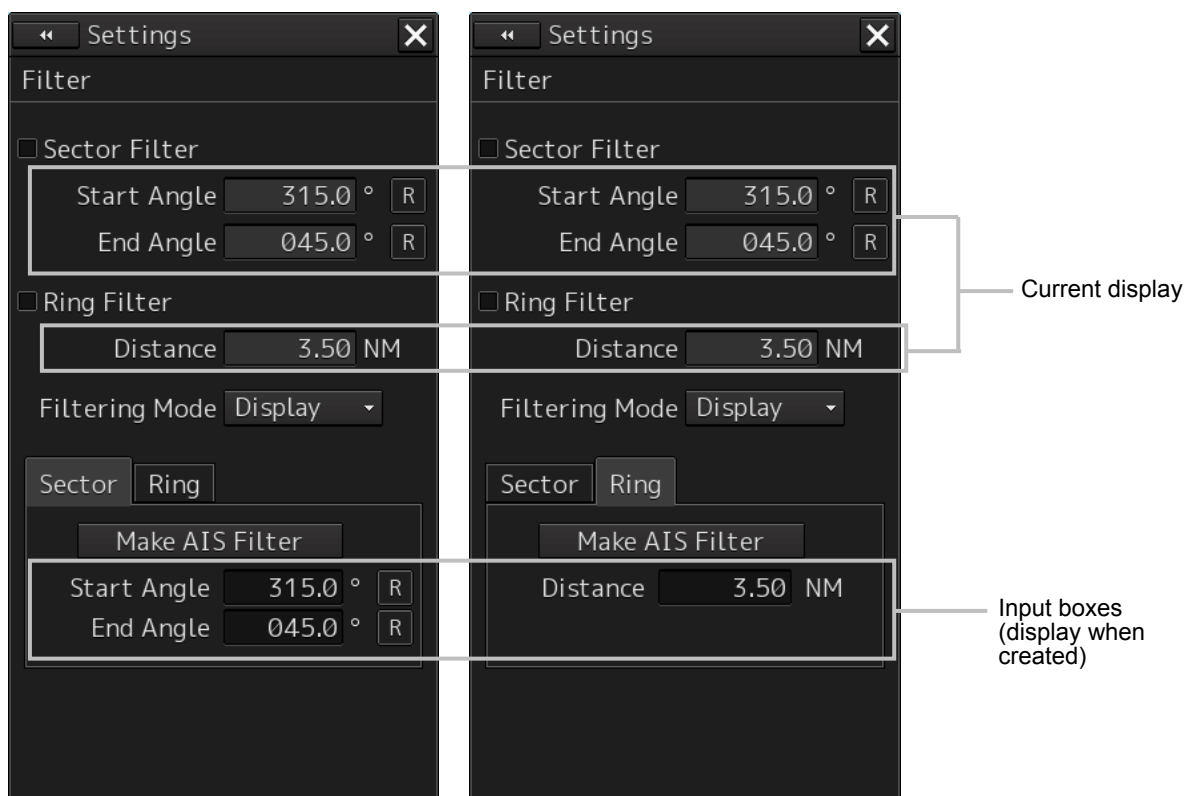 Settings
Filter
Sector Filter
Start Angle 315.0 ° R
End Angle 045.0 ° R
Ring Filter
Distance 3.50 NM
Filtering Mode Display
Sector Ring
Make AIS Filter
Start Angle 315.0 ° R
End Angle 045.0 ° R
Settings
Filter
Sector Filter
Start Angle 315.0 ° R
End Angle 045.0 ° R
Ring Filter
Distance 3.50 NM
Filtering Mode Display
Sector Ring
Make AIS Filter
Distance 3.50 NM
Current display
Input boxes
(display when
created)